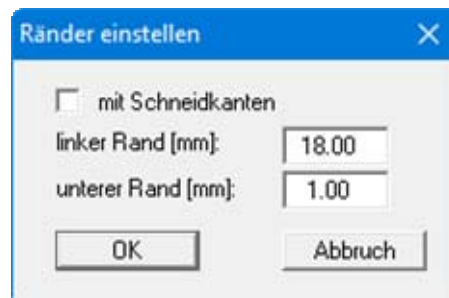 Ränder einstellen
mit Schneidkanten
linker Rand [mm]: 18.00
unterer Rand [mm]: 1.00
OK Abbruch